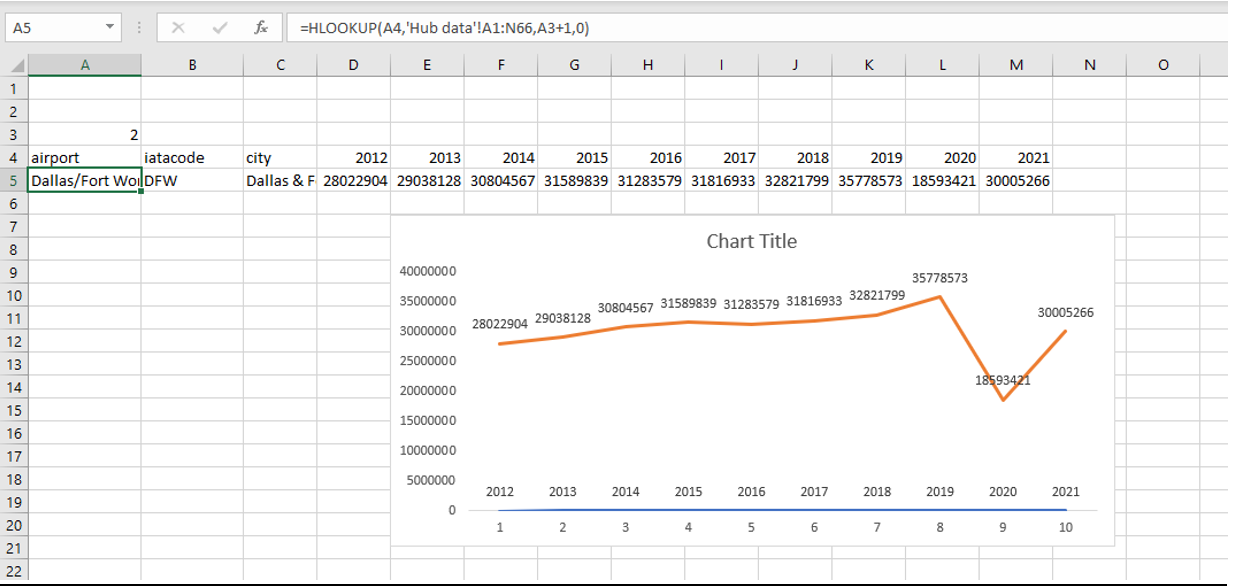 A5 fx =HLOOKUP(A4,'Hub data'!A1:N66,A3+1,0)
A B C D E F G H I J K L M N O
1
2
3 2
4 airport iatacode city 2012 2013 2014 2015 2016 2017 2018 2019 2020 2021
5 Dallas/Fort Wor DFW Dallas & F 28022904 29038128 30804567 31589839 31283579 31816933 32821799 35778573 18593421 30005266
6
7
8 Chart Title
9 40000000 35778573
10 35000000 28022904 29038128 30804567 31589839 31283579 31816933 32821799
11 30005266
12 30000000
13 25000000
14 20000000 18593421
15 15000000
16
17 10000000
18 5000000
19 2012 2013 2014 2015 2016 2017 2018 2019 2020 2021
20 0
1 2 3 4 5 6 7 8 9 10
21
22